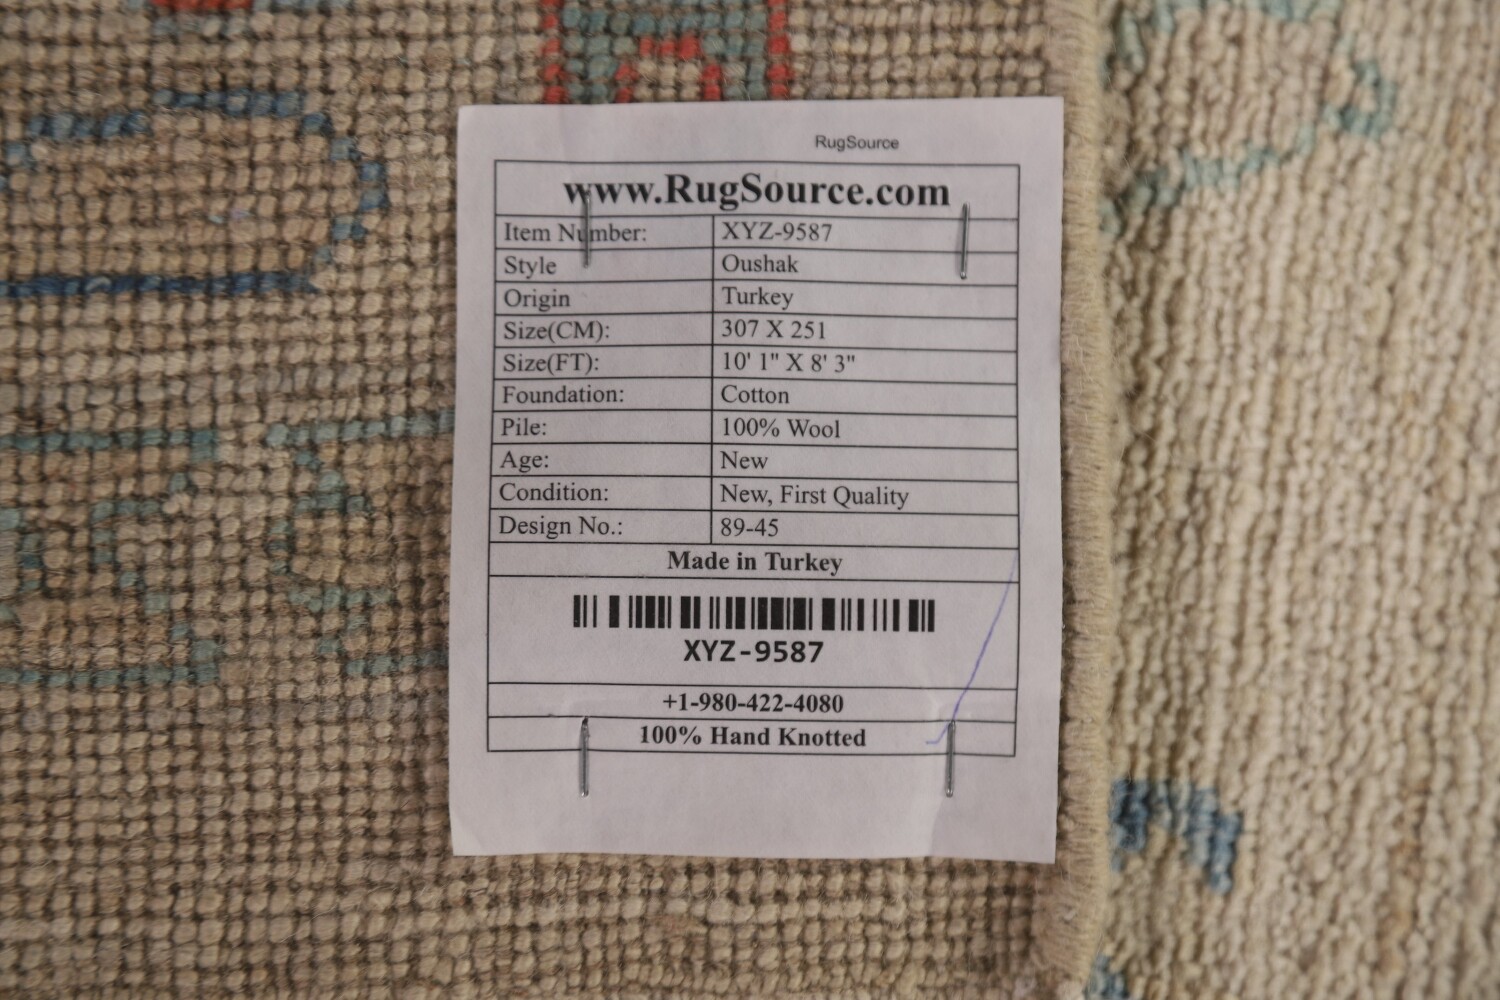 RugSource
www.RugSource.com
Item Number: XYZ-9587
Style Oushak
Origin Turkey
Size(CM): 307 X 251
Size(FT): 10' 1" X 8' 3"
Foundation: Cotton
Pile: 100% Wool
Age: New
Condition: New, First Quality
Design No.: 89-45
Made in Turkey
XYZ-9587
+1-980-422-4080
100% Hand Knotted